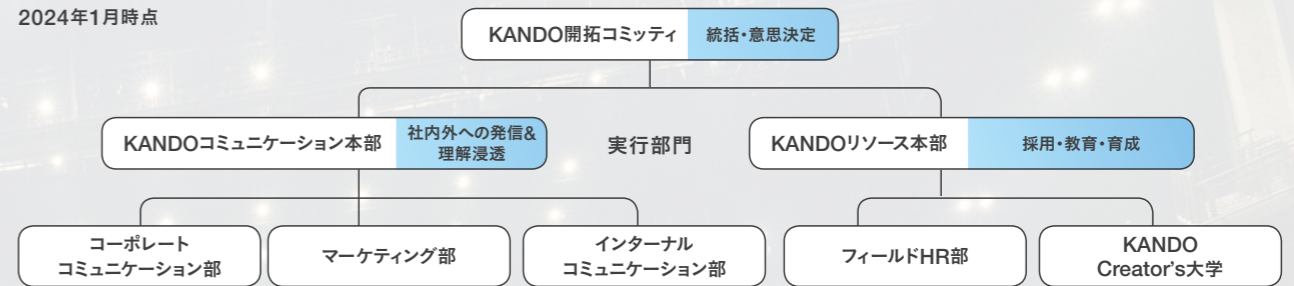 2024年1月時点
KANDO開拓コミッティ 統括・意思決定
KANDOコミュニケーション本部
社内外への発信&
理解浸透
実行部門
KANDOリソース本部 採用・教育・育成
コーポレート
コミュニケーション部
マーケティング部
インターナル
コミュニケーション部
フィールドHR部
KANDO
Creator's大学